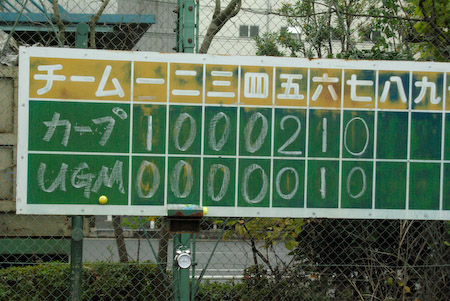 チーム 一 二 三 四 五 六 七 八 九
カープ 1 0 0 0 2 1 0
UGM 0 0 0 0 0 1 0